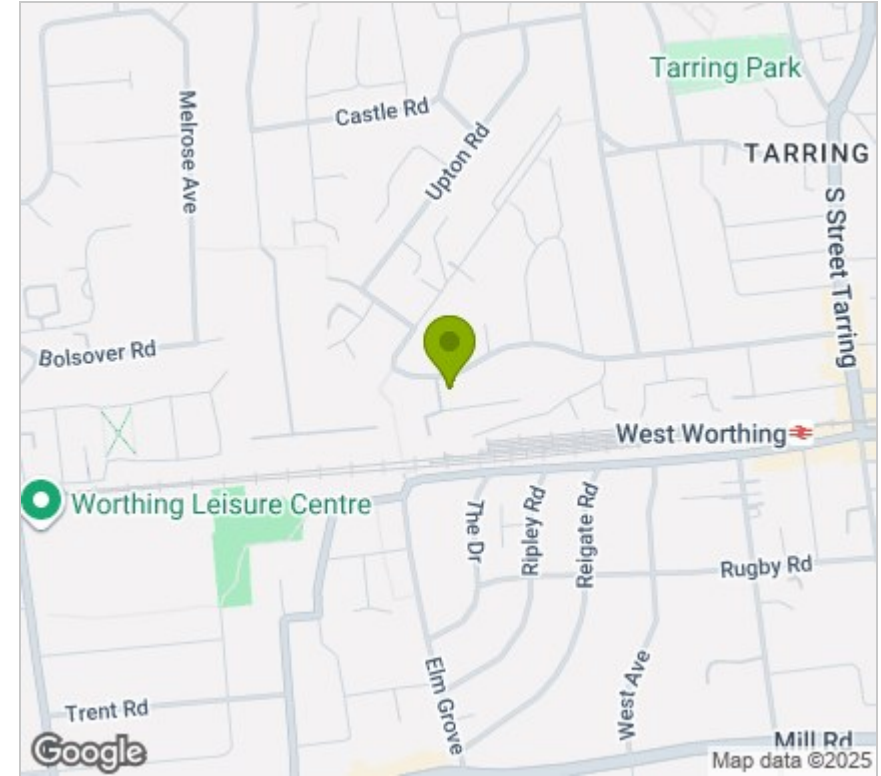 Tarring Park
Castle Rd
Melrose Ave
Upton Rd
TARRING
S Street Tarring
Bolsover Rd
West Worthing
Worthing Leisure Centre
The Dr
Ripley Rd
Reigate Rd
Rugby Rd
Elm Grove
West Ave
Trent Rd
Mill Rd
Google
Map data ©2025